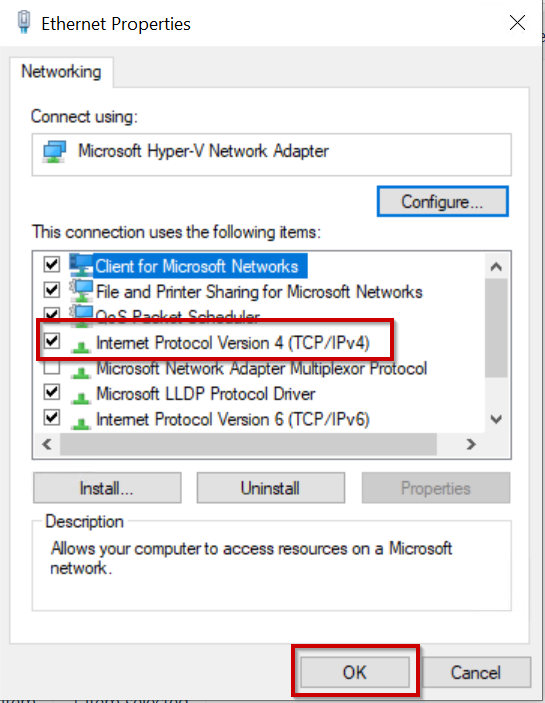 Ethernet Properties
Networking
Connect using:
Microsoft Hyper-V Network Adapter
Configure...
This connection uses the following items:
Client for Microsoft Networks
File and Printer Sharing for Microsoft Networks
QoS Packet Scheduler
Internet Protocol Version 4 (TCP/IPv4)
Microsoft Network Adapter Multiplexor Protocol
Microsoft LLDP Protocol Driver
Internet Protocol Version 6 (TCP/IPv6)
Install...
Uninstall
Properties
Description
Allows your computer to access resources on a Microsoft
network.
OK
Cancel
1 item selected